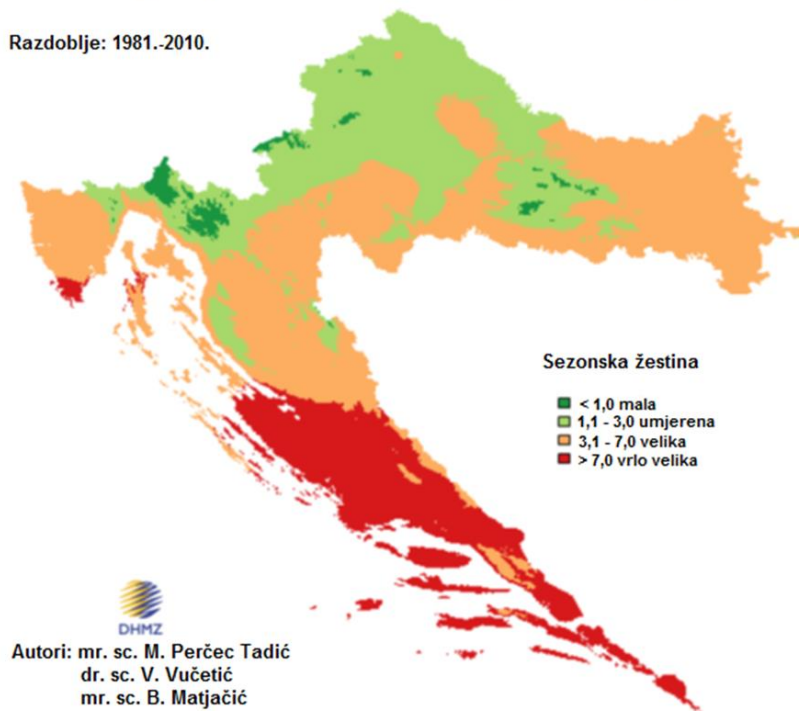 Razdoblje: 1981.-2010.
Sezonska žestina
< 1,0 mala
1,1 - 3,0 umjerena
3,1 - 7,0 velika
> 7,0 vrlo velika
DHMZ
Autori: mr. sc. M. Perčec Tadić
dr. sc. V. Vučetić
mr. sc. B. Matjačić